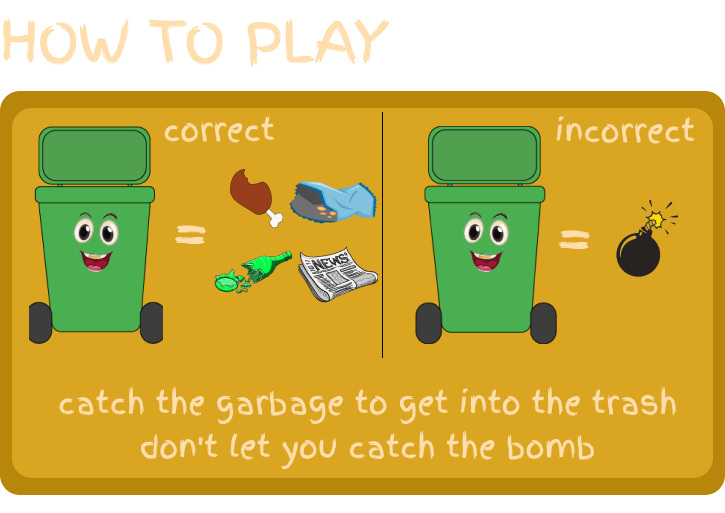 HOW TO PLAY
correct
incorrect
=
=
NEWS
catch the garbage to get into the trash
don't let you catch the bomb